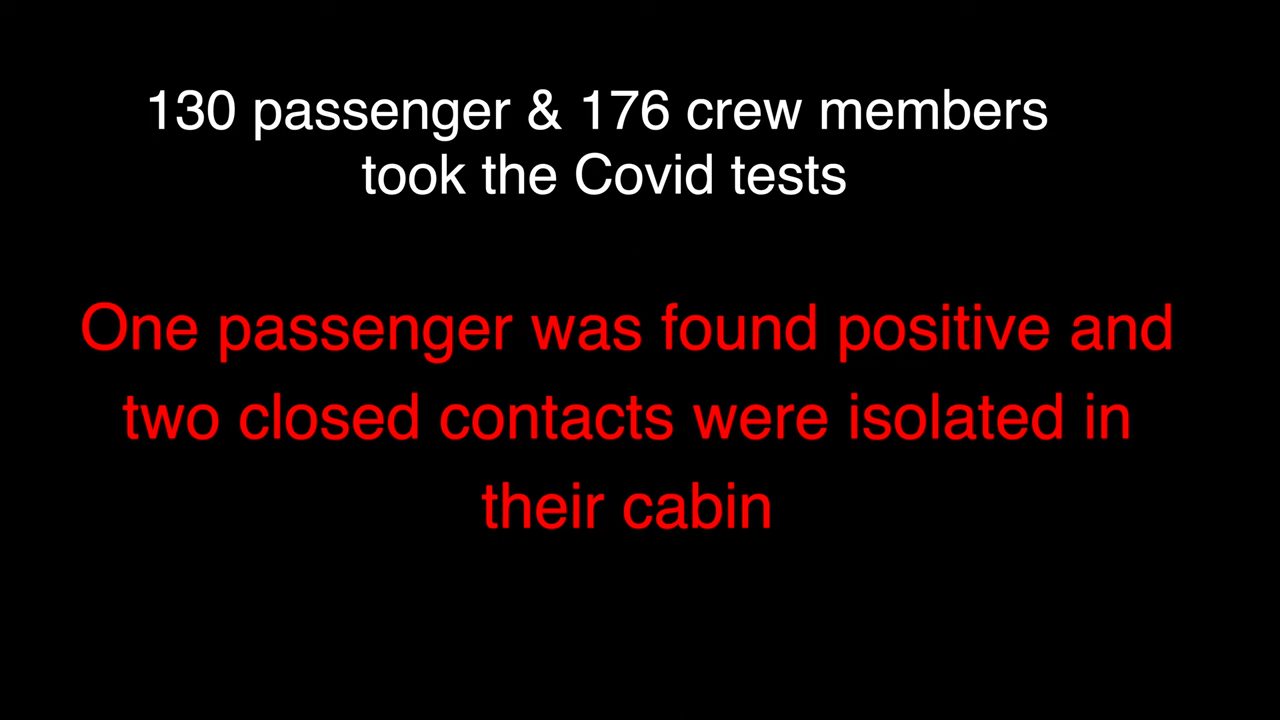 130 passenger & 176 crew members
took the Covid tests
One passenger was found positive and
two closed contacts were isolated in
their cabin